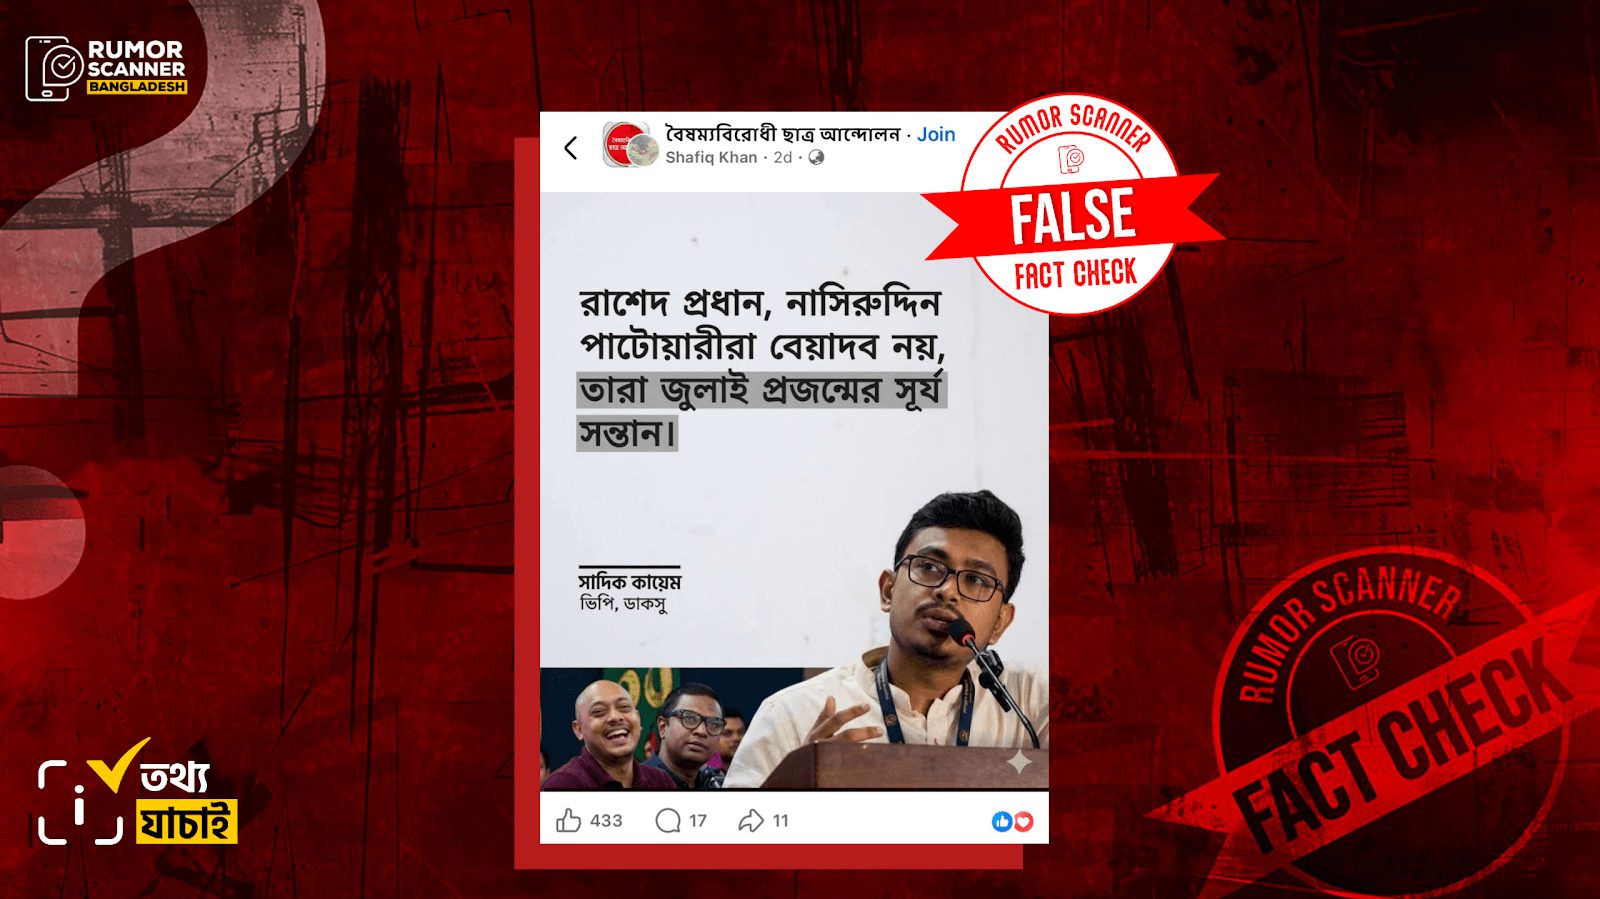 RUMOR
SCANNER
BANGLADESH
বৈষম্যবিরোধী ছাত্র আন্দোলন · Join
Shafiq Khan · 2d ·
RUMOR SCANNER
FALSE
FACT CHECK
রাশেদ প্রধান, নাসিরুদ্দিন
পাটোয়ারীরা বেয়াদব নয়,
তারা জুলাই প্রজন্মের সূর্য
সন্তান।
সাদিক কায়েম
ভিপি, ডাকসু
433 17 11
তথ্য
যাচাই
RUMOR SCANNER
FACT CHECK